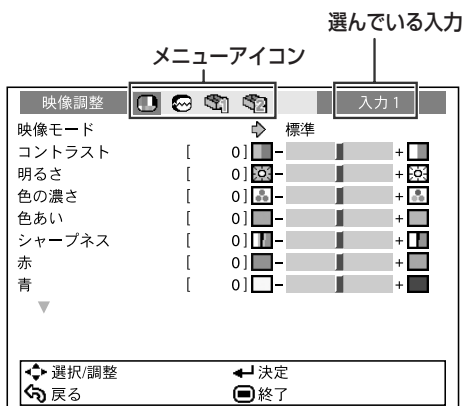 選んでいる入力
メニューアイコン
映像調整 1 2 入力1
映像モード 標準
コントラスト [ 0] - +
明るさ [ 0] - +
色の濃さ [ 0] - +
色あい [ 0] - +
シャープネス [ 0] - +
赤 [ 0] - +
青 [ 0] - +
選択/調整 決定
戻る 終了